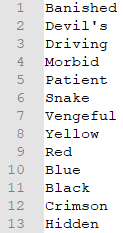 1 Banished
2 Devil's
3 Driving
4 Morbid
5 Patient
6 Snake
7 Vengeful
8 Yellow
9 Red
10 Blue
11 Black
12 Crimson
13 Hidden